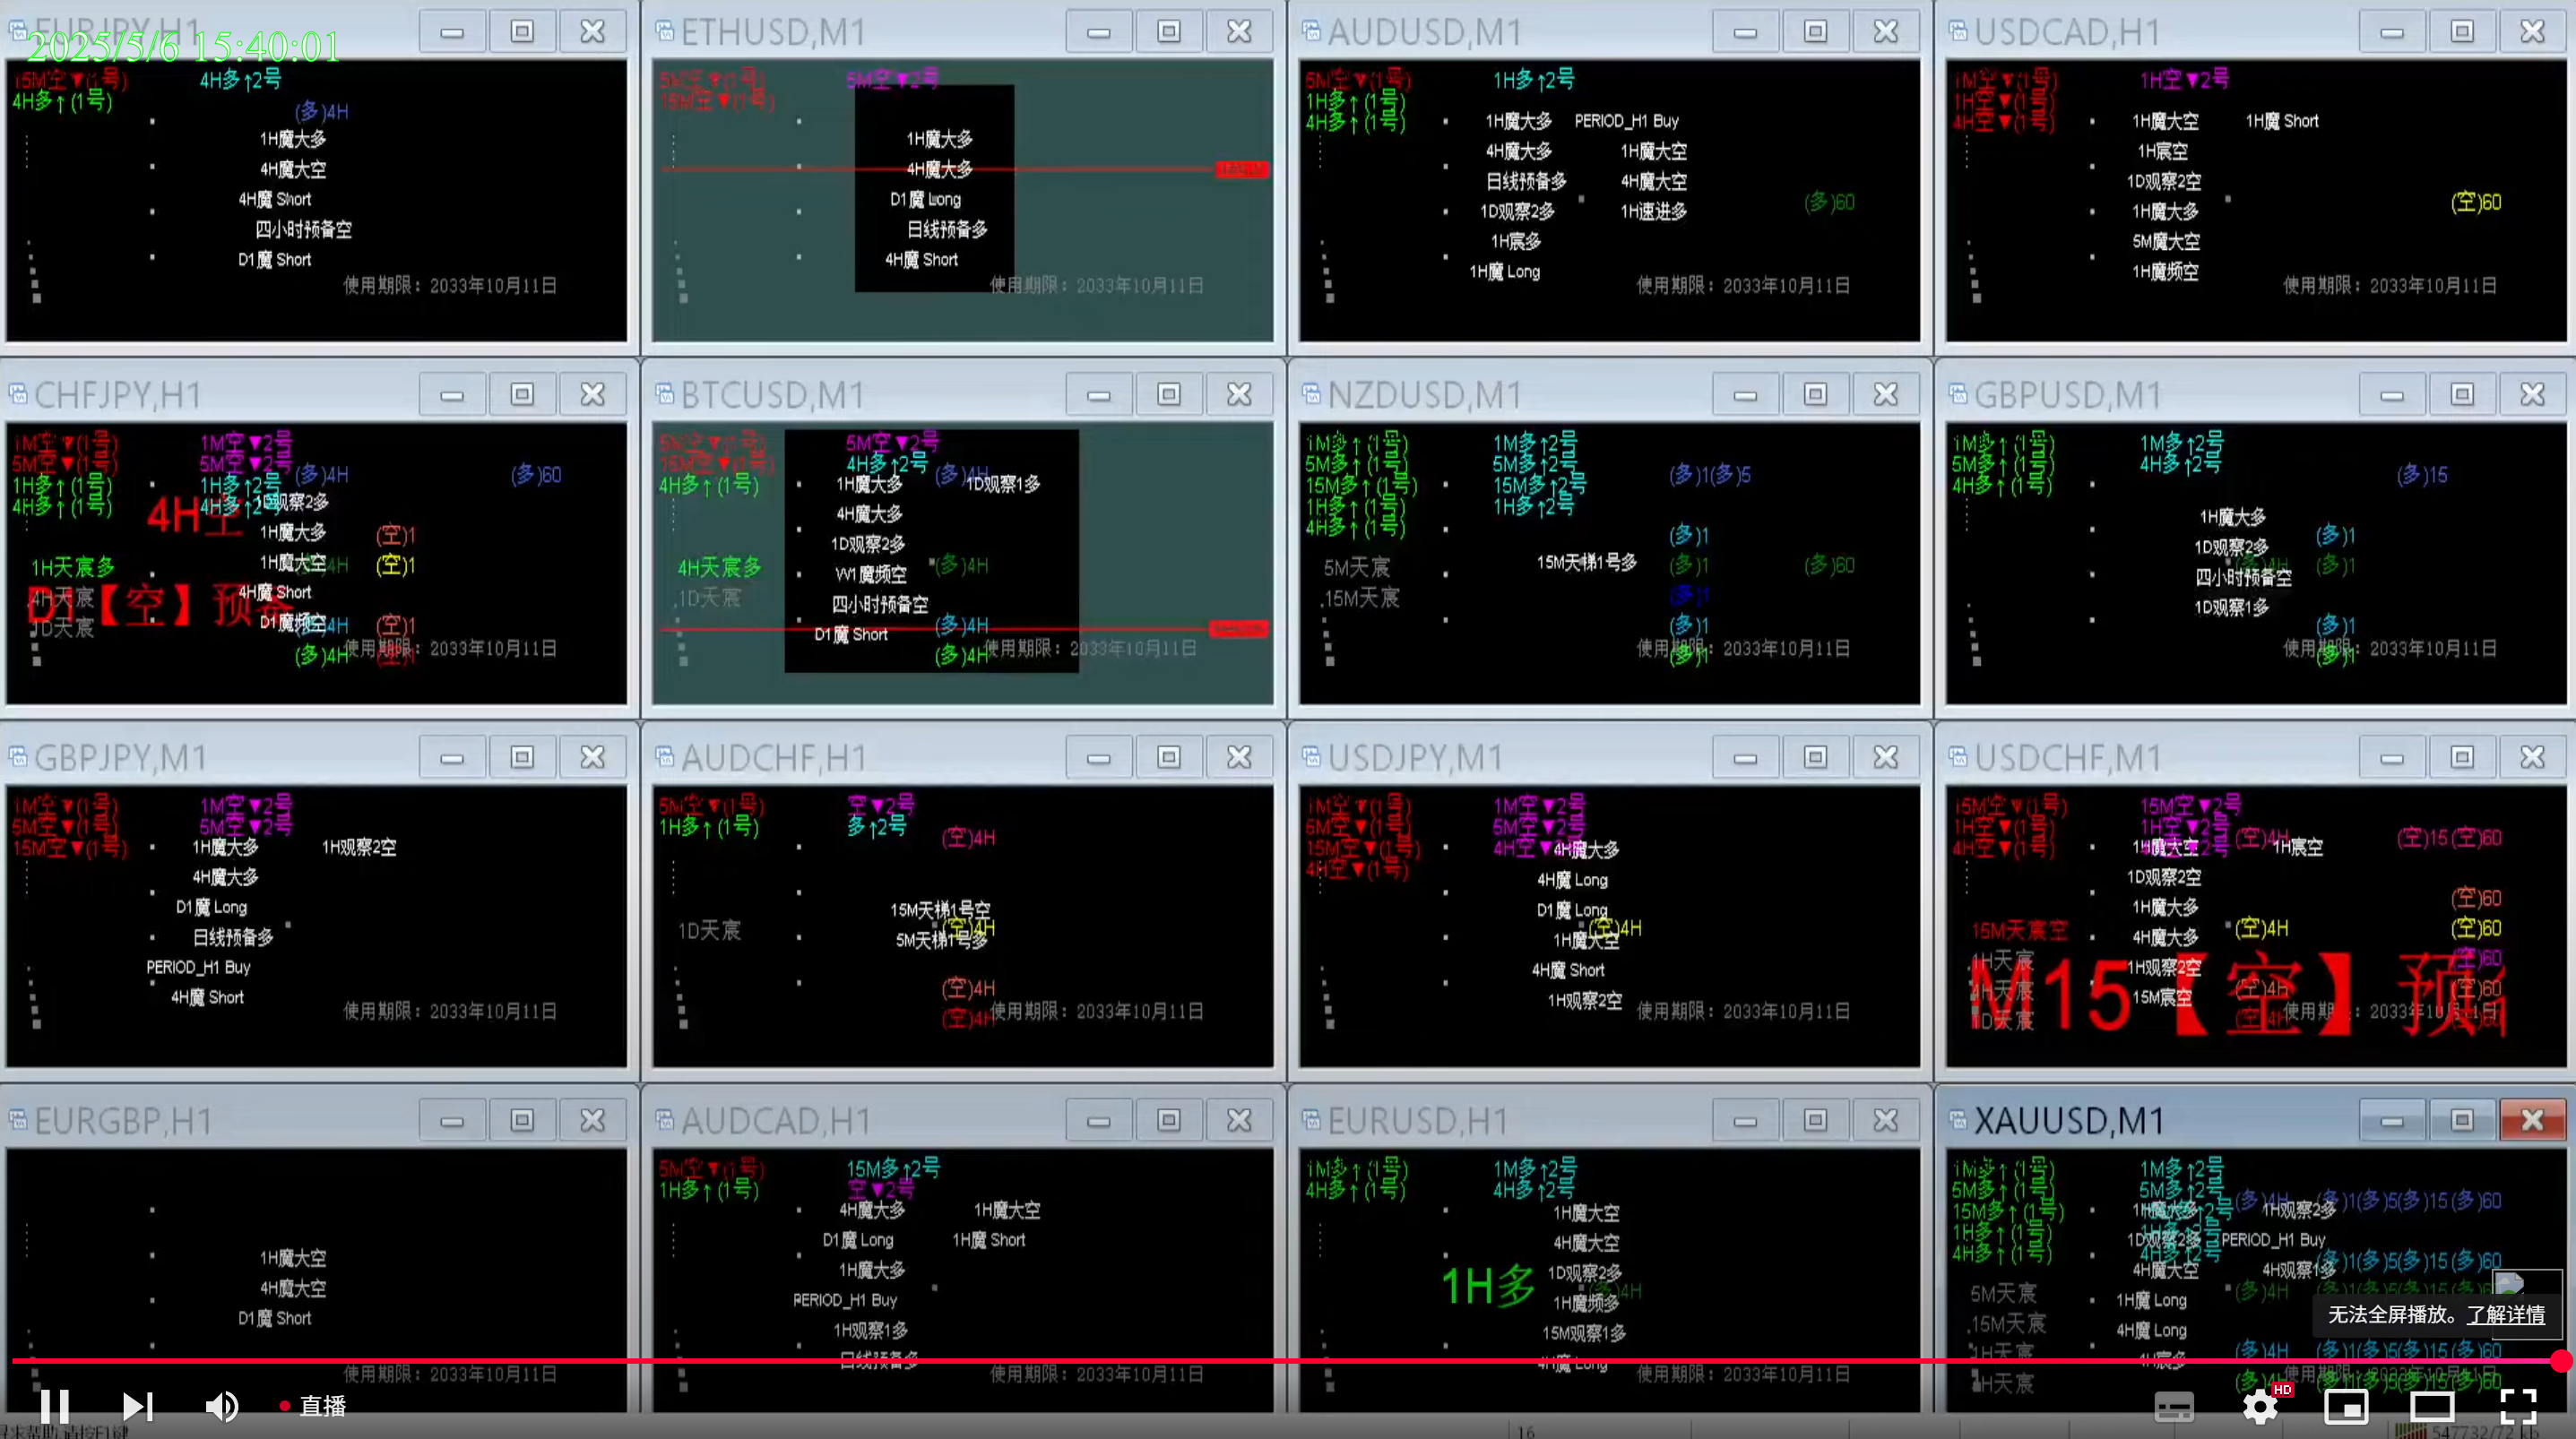 EURJPY,H1
2025/5/6 15:40:01
15M空▼(1号)
4H多↑2号
4H多↑(1号)
(多)4H
1H魔大多
4H魔大空
4H魔 Short
四小时预备空
D1魔 Short
使用期限：2033年10月11日
ETHUSD,M1
5M空▼(1号)
5M空▼2号
15M空▼(1号)
1H魔大多
4H魔大多
D1魔 Long
日线预备多
4H魔 Short
使用期限：2033年10月11日
AUDUSD,M1
5M空▼(1号)
1H多↑2号
1H多↑(1号)
4H多↑(1号)
1H魔大多 PERIOD_H1 Buy
4H魔大多 1H魔大空
日线预备多 4H魔大空
1D观察2多 1H速进多
(多)60
1H宸多
1H魔 Long
使用期限：2033年10月11日
USDCAD,H1
1M空▼(1号)
1H空▼2号
1H空▼(1号)
4H空▼(1号)
1H魔大空 1H魔 Short
1H宸空
1D观察2空
(空)60
1H魔大多
5M魔大空
1H魔频空
使用期限：2033年10月11日
CHFJPY,H1
1M空▼(1号) 1M空▼2号
5M空▼(1号) 5M空▼2号
(多)4H (多)60
1H多↑(1号) 1H多↑2号
4H多↑(1号) 4H多↑2号
1D观察2多
4H空
1H魔大多 (空)1
1H天宸多
1H魔大空 (空)1
4H天宸
4H魔 Short
D1【空】预备
1D天宸
D1魔频空 (多)4H (空)1
(多)4H
使用期限：2033年10月11日
BTCUSD,M1
5M空▼(1号) 5M空▼2号
15M空▼(1号) 4H多↑2号
4H多↑(1号)
(多)4H
1H魔大多 1D观察1多
4H魔大多
1D观察2多
4H天宸多
W1魔频空 (多)4H
1D天宸
四小时预备空
D1魔 Short (多)4H
(多)4H
使用期限：2033年10月11日
NZDUSD,M1
1M多↑(1号) 1M多↑2号
5M多↑(1号) 5M多↑2号
15M多↑(1号) 15M多↑2号
1H多↑(1号) 1H多↑2号
4H多↑(1号)
(多)1(多)5
(多)1
5M天宸
15M天梯1号多 (多)1 (多)60
15M天宸
(多)1
(多)1
(多)1
使用期限：2033年10月11日
GBPUSD,M1
1M多↑(1号) 1M多↑2号
5M多↑(1号) 4H多↑2号
4H多↑(1号)
(多)15
1H魔大多
1D观察2多 (多)1
(多)4H (多)1
四小时预备空
1D观察1多
(多)1
(多)1
使用期限：2033年10月11日
GBPJPY,M1
1M空▼(1号) 1M空▼2号
5M空▼(1号) 5M空▼2号
15M空▼(1号)
1H魔大多 1H观察2空
4H魔大多
D1魔 Long
日线预备多
PERIOD_H1 Buy
4H魔 Short
使用期限：2033年10月11日
AUDCHF,H1
5M空▼(1号) 空▼2号
1H多↑(1号) 多↑2号
(空)4H
15M天梯1号空
1D天宸 (空)4H
5M天梯1号多
(空)4H
(空)4H
使用期限：2033年10月11日
USDJPY,M1
1M空▼(1号) 1M空▼2号
5M空▼(1号) 5M空▼2号
15M空▼(1号) 4H空▼2号
4H空▼(1号)
4H魔大多
4H魔 Long
D1魔 Long
(空)4H
1H魔大空
4H魔 Short
1H观察2空
使用期限：2033年10月11日
USDCHF,M1
15M空▼(1号) 15M空▼2号
1H空▼(1号) 1H空▼2号
4H空▼(1号)
(空)4H (空)15(空)60
1H魔大空 1H宸空
1D观察2空
1H魔大多 (空)60
15M天宸空
4H魔大多 (空)4H (空)60
1H天宸
1H观察2空 (空)60
4H天宸
15M宸空 (空)4H (空)60
1D天宸
M15【空】预备
使用期限：2033年10月11日
EURGBP,H1
1H魔大空
4H魔大空
D1魔 Short
使用期限：2033年10月11日
AUDCAD,H1
5M空▼(1号) 15M多↑2号
1H多↑(1号) 空▼2号
4H魔大多 1H魔大空
D1魔 Long 1H魔 Short
1H魔大多
PERIOD_H1 Buy
1H观察1多
日线预备多
使用期限：2033年10月11日
EURUSD,H1
1M多↑(1号) 1M多↑2号
4H多↑(1号) 4H多↑2号
1H魔大空
4H魔大空
1H多
1D观察2多
(多)4H
1H魔频多
15M观察1多
4H魔 Long
使用期限：2033年10月11日
XAUUSD,M1
1M多↑(1号) 1M多↑2号
5M多↑(1号) 5M多↑2号
15M多↑(1号)
1H多↑(1号)
4H多↑(1号) 4H多↑2号
(多)4H (多)1(多)5(多)15(多)60
1H魔大多 1H观察2多
1D观察2多 PERIOD_H1 Buy
(多)1(多)5(多)15(多)60
4H魔大空 4H观察1多
5M天宸
(多)4H
1H魔 Long
15M天宸
4H魔 Long
1H天宸
(多)4H (多)1(多)5(多)15(多)60
4H天宸
无法全屏播放。了解详情
直播
HD
16
547732/72 kb